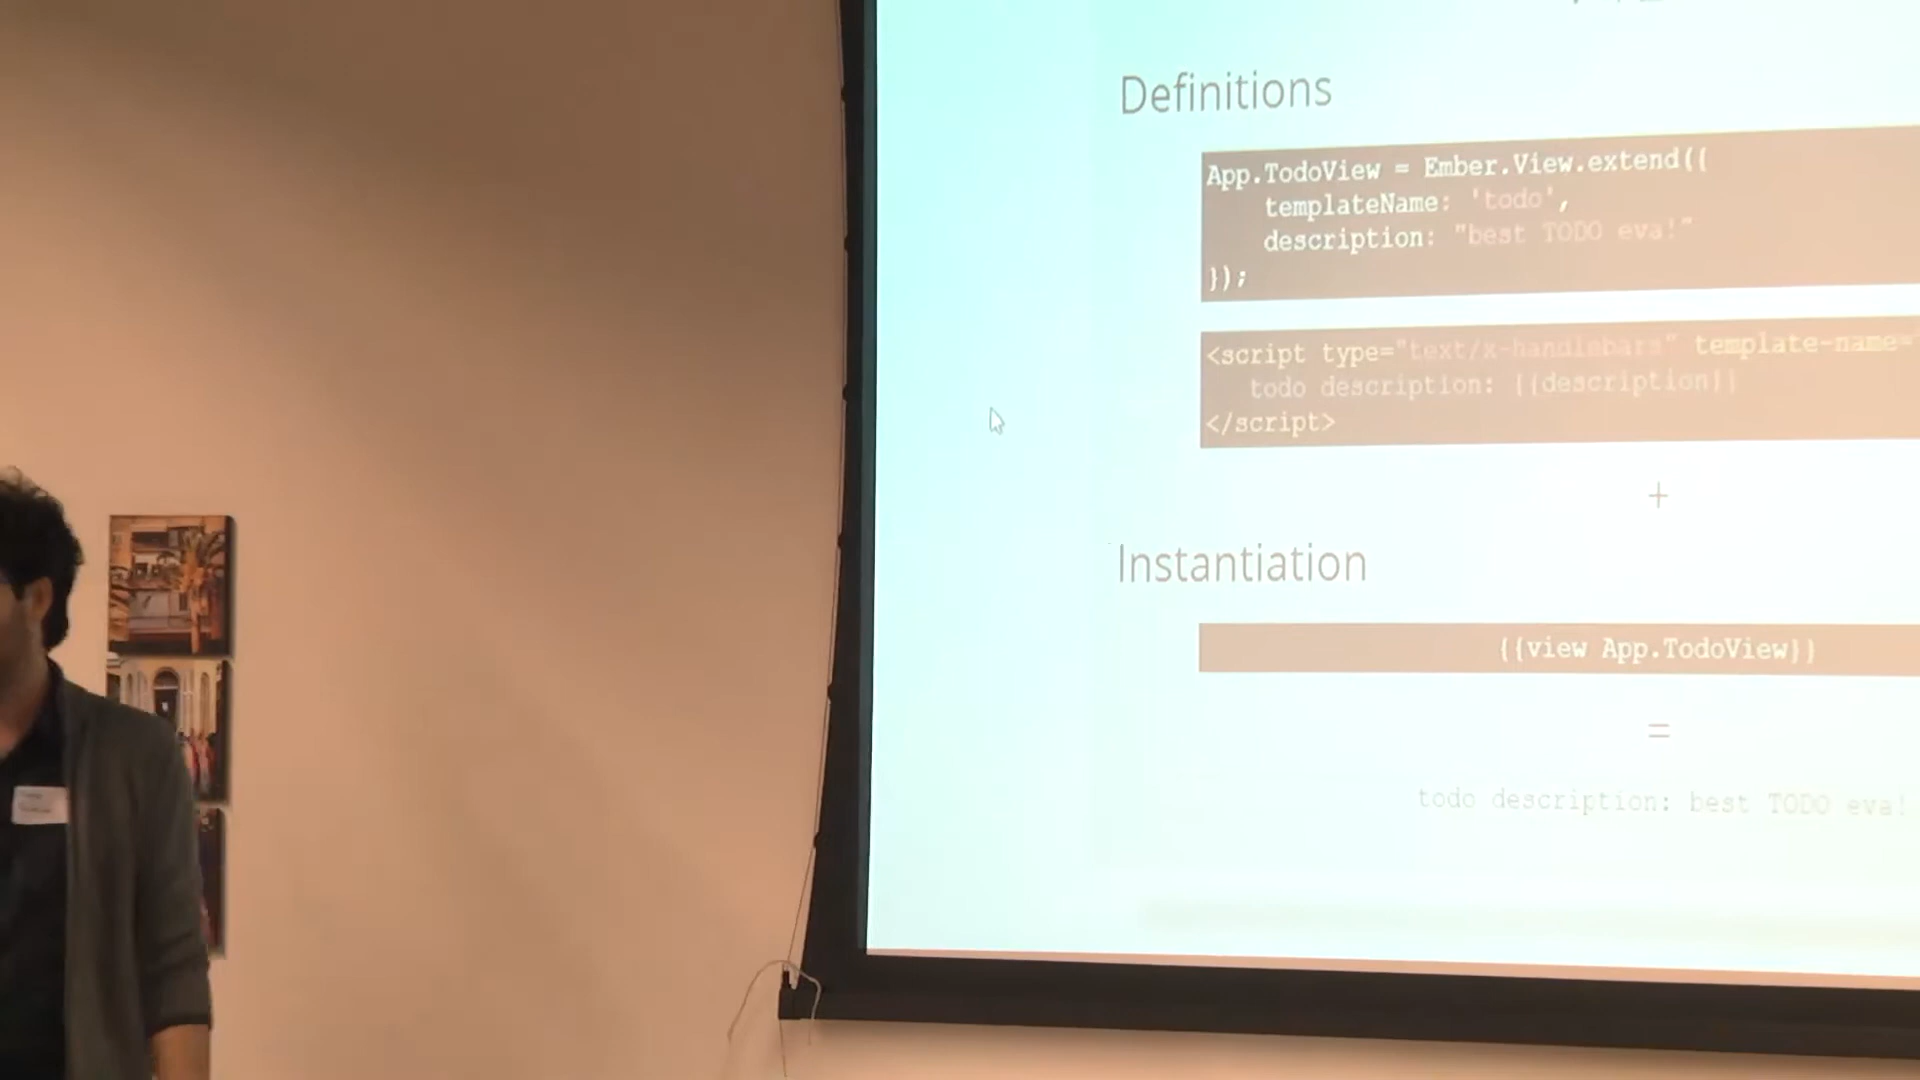 Definitions
App.TodoView = Ember.View.extend({
templateName: 'todo',
description: "best TODO eva!"
});
<script type="text/x-handlebars" template-name=
todo description: {{description}}
</script>
+
Instantiation
{{view App.TodoView}}
=
todo description: best TODO eva!